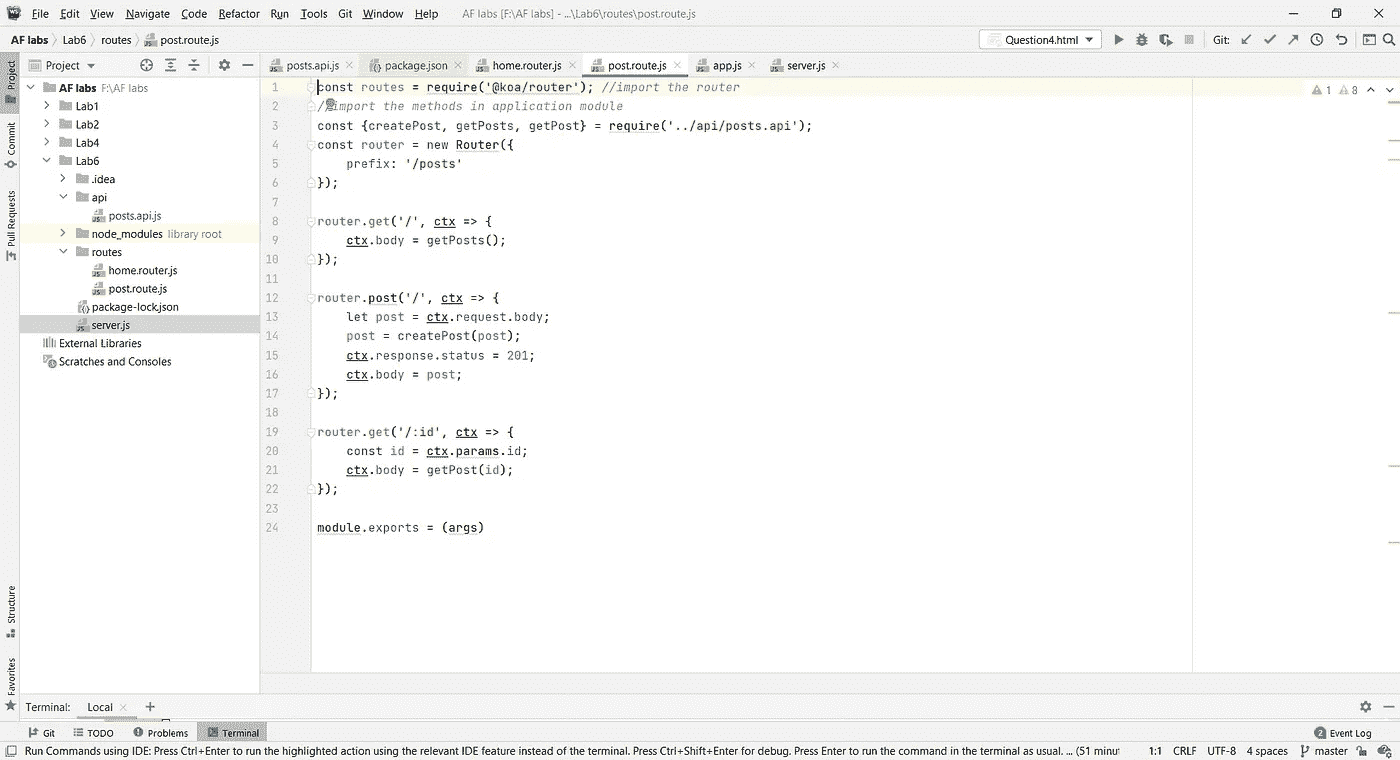 WS File Edit View Navigate Code Refactor Run Tools Git Window Help AF labs [F:\AF labs] - ...\Lab6\routes\post.route.js
AF labs Lab6 routes post.route.js Question4.html Git:
Project posts.api.js package.json home.router.js post.route.js app.js server.js
Project
Commit
Pull Requests
Structure
Favorites
AF labs F:\AF labs
Lab1
Lab2
Lab4
Lab6
.idea
api
posts.api.js
node_modules library root
routes
home.router.js
post.route.js
package-lock.json
server.js
External Libraries
Scratches and Consoles
1 const routes = require('@koa/router'); //import the router
2 //import the methods in application module
3 const {createPost, getPosts, getPost} = require('../api/posts.api');
4 const router = new Router({
5 prefix: '/posts'
6 });
7
8 router.get('/', ctx => {
9 ctx.body = getPosts();
10 });
11
12 router.post('/', ctx => {
13 let post = ctx.request.body;
14 post = createPost(post);
15 ctx.response.status = 201;
16 ctx.body = post;
17 });
18
19 router.get('/:id', ctx => {
20 const id = ctx.params.id;
21 ctx.body = getPost(id);
22 });
23
24 module.exports = (args)
1 8
Terminal: Local
Git TODO Problems Terminal 2 Event Log
Run Commands using IDE: Press Ctrl+Enter to run the highlighted action using the relevant IDE feature instead of the terminal. Press Ctrl+Shift+Enter for debug. Press Enter to run the command in the terminal as usual. ... (51 minut 1:1 CRLF UTF-8 4 spaces master